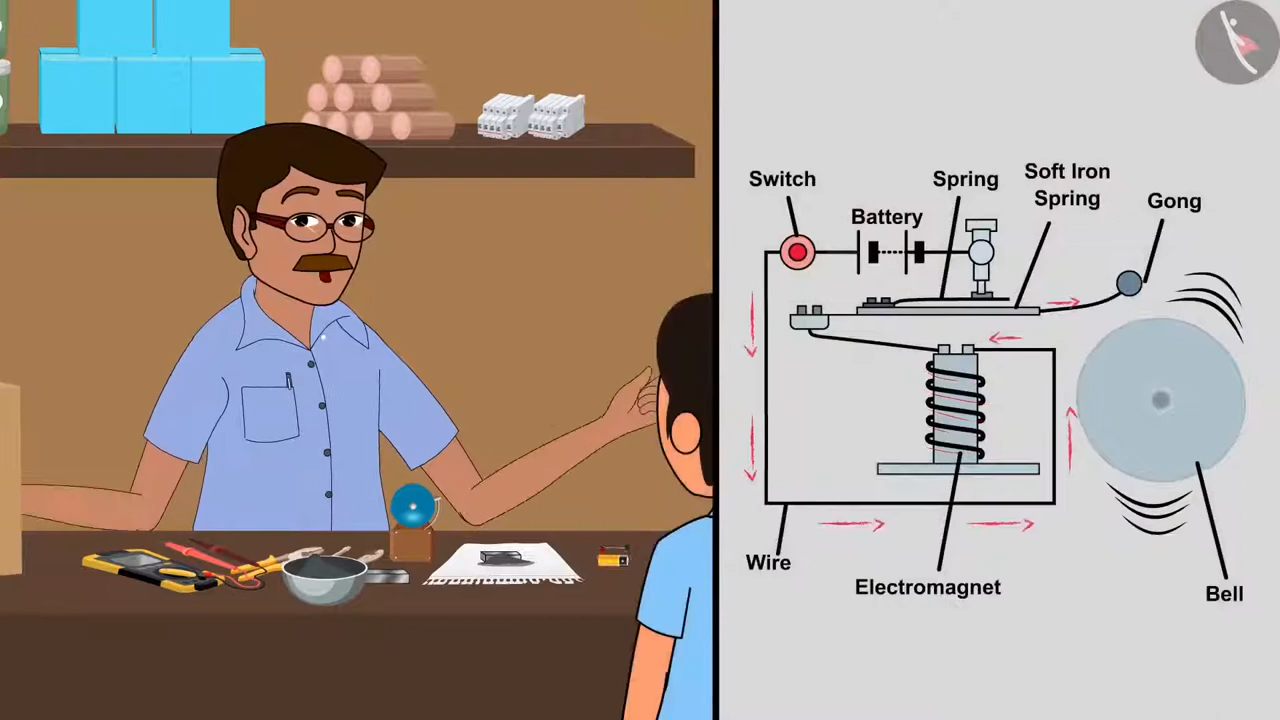 Switch
Battery
Spring
Soft Iron
Spring
Gong
Wire
Electromagnet
Bell